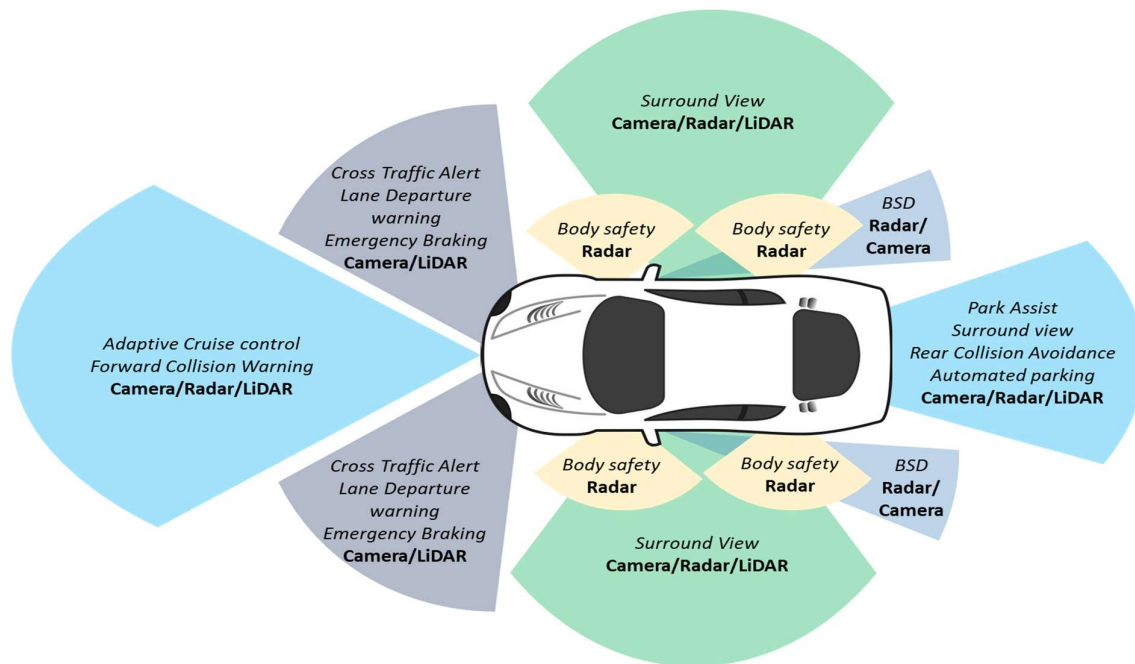 Surround View
Camera/Radar/LiDAR
Cross Traffic Alert
Lane Departure
warning
Emergency Braking
Camera/LiDAR
Body safety
Radar
Body safety
Radar
BSD
Radar/
Camera
Adaptive Cruise control
Forward Collision Warning
Camera/Radar/LiDAR
Park Assist
Surround view
Rear Collision Avoidance
Automated parking
Camera/Radar/LiDAR
Cross Traffic Alert
Lane Departure
warning
Emergency Braking
Camera/LiDAR
Body safety
Radar
Body safety
Radar
BSD
Radar/
Camera
Surround View
Camera/Radar/LiDAR